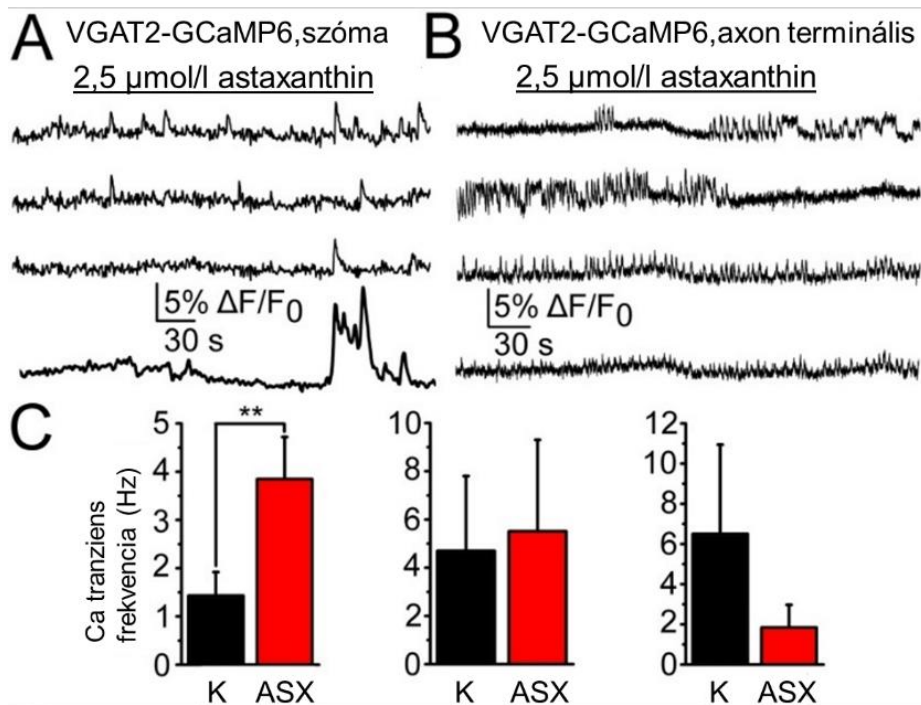 A VGAT2-GCaMP6,szóma
2,5 µmol/l astaxanthin
5% ΔF/F0
30 s
B VGAT2-GCaMP6,axon terminális
2,5 µmol/l astaxanthin
5% ΔF/F0
30 s
C
Ca tranziens
frekvencia (Hz)
5
4
3
2
1
0
**
K ASX
10
8
6
4
2
0
K ASX
12
10
8
6
4
2
0
K ASX